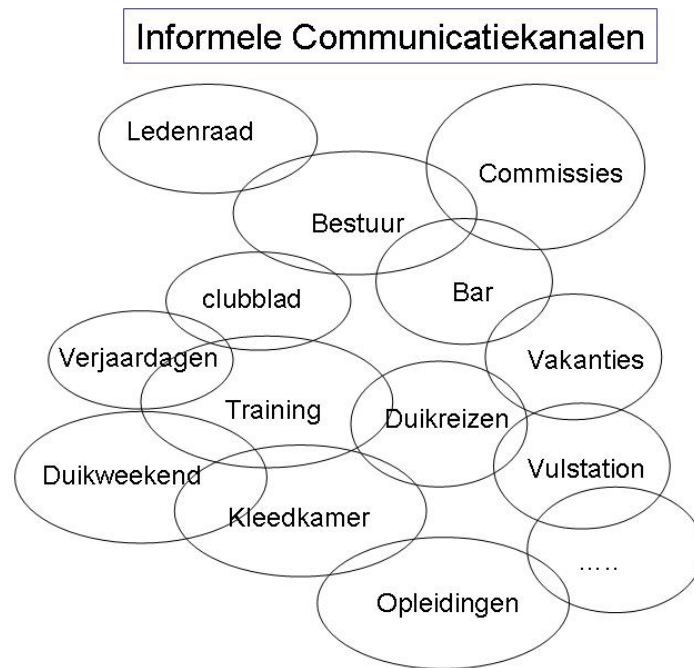 Informele Communicatiekanalen
Ledenraad
Commissies
Bestuur
clubblad
Bar
Verjaardagen
Vakanties
Training
Duikreizen
Duikweekend
Vulstation
Kleedkamer
.....
Opleidingen